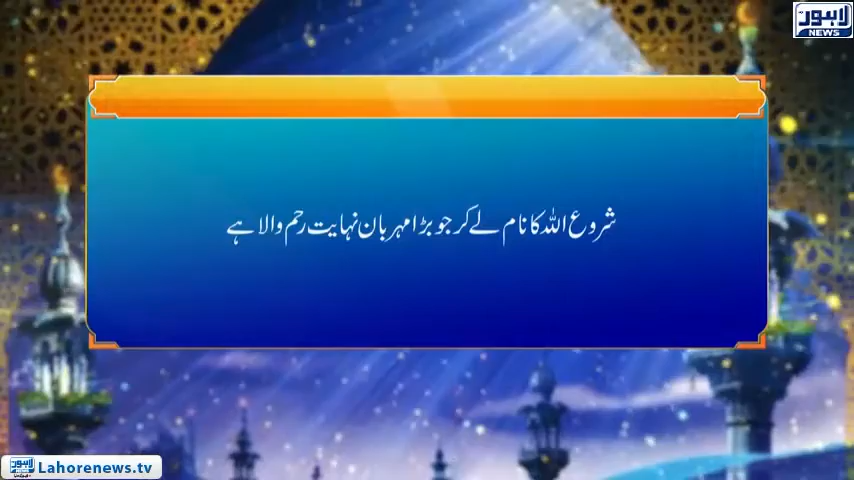 لاہور
NEWS
شروع اللہ کا نام لے کر جو بڑا مہربان نہایت رحم والا ہے
Lahorenews.tv